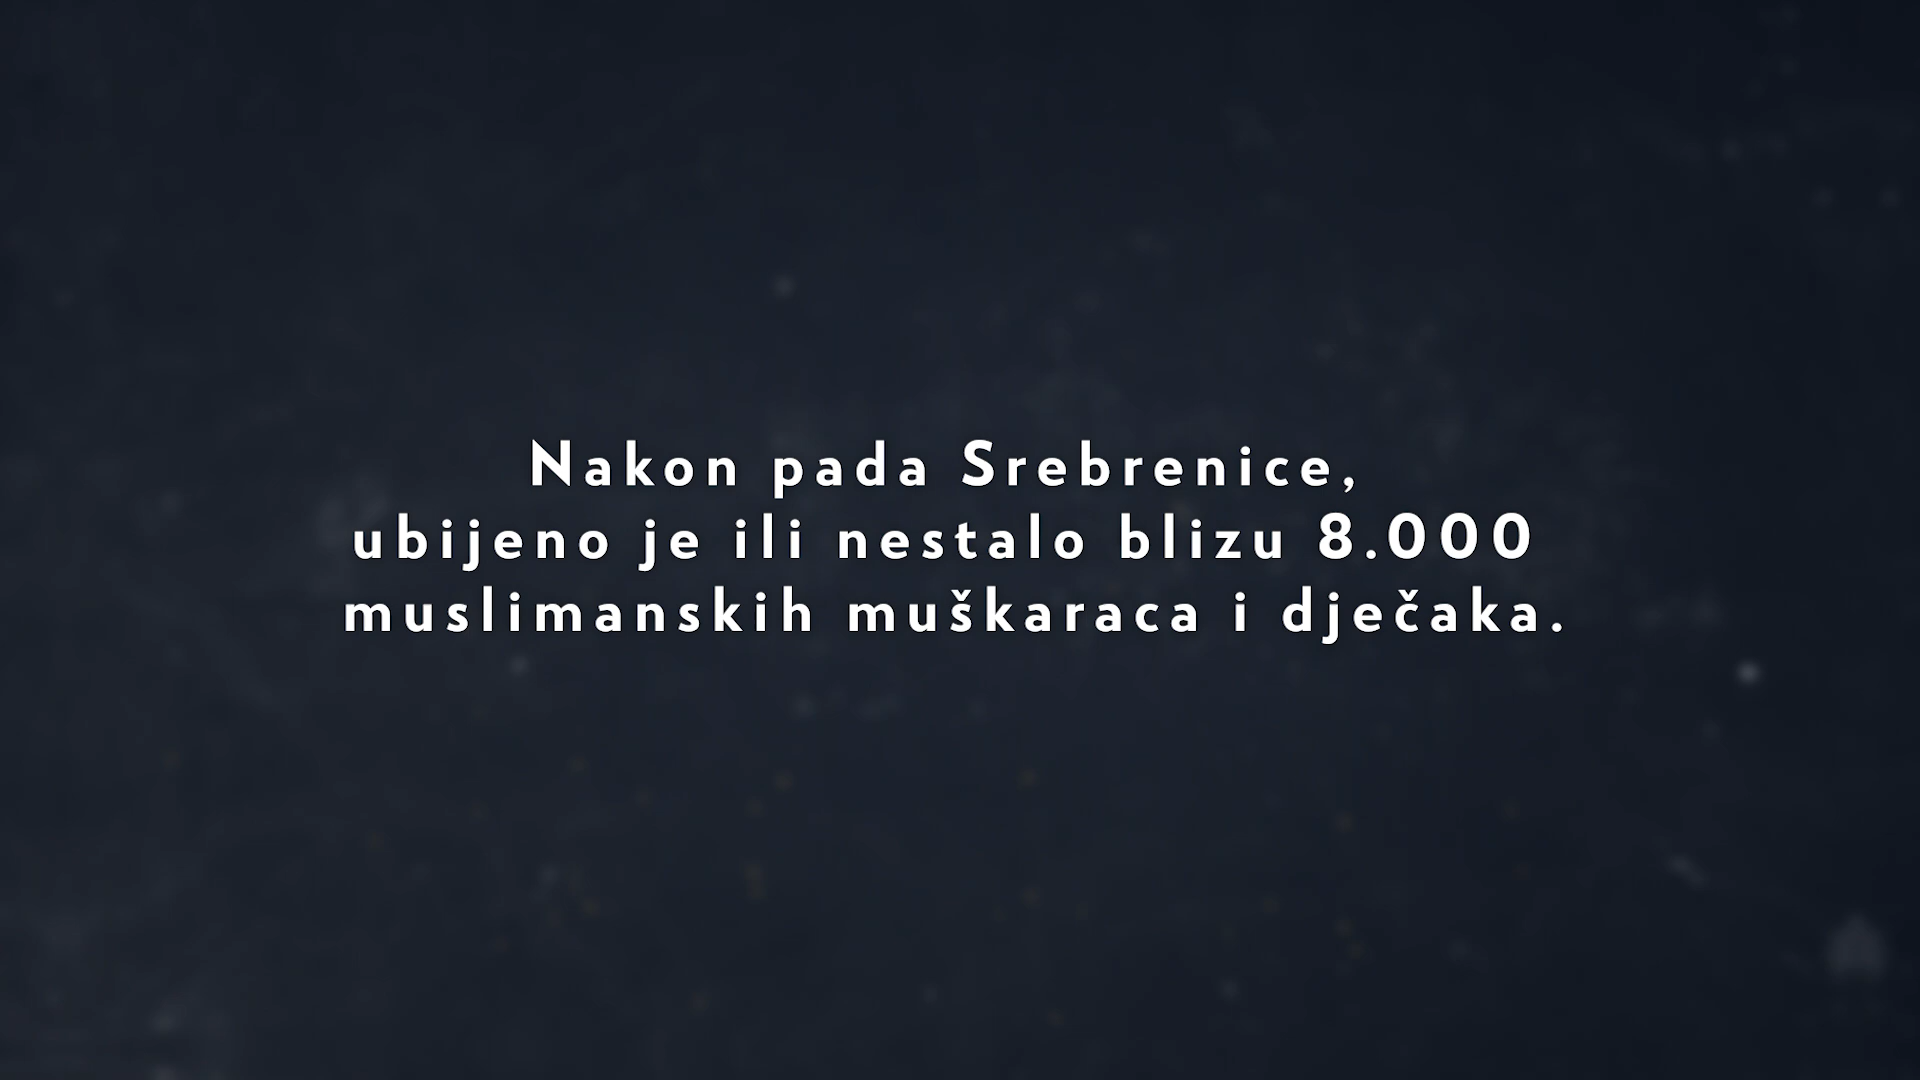 Nakon pada Srebrenice,
ubijeno je ili nestalo blizu 8.000
muslimanskih muškaraca i dječaka.